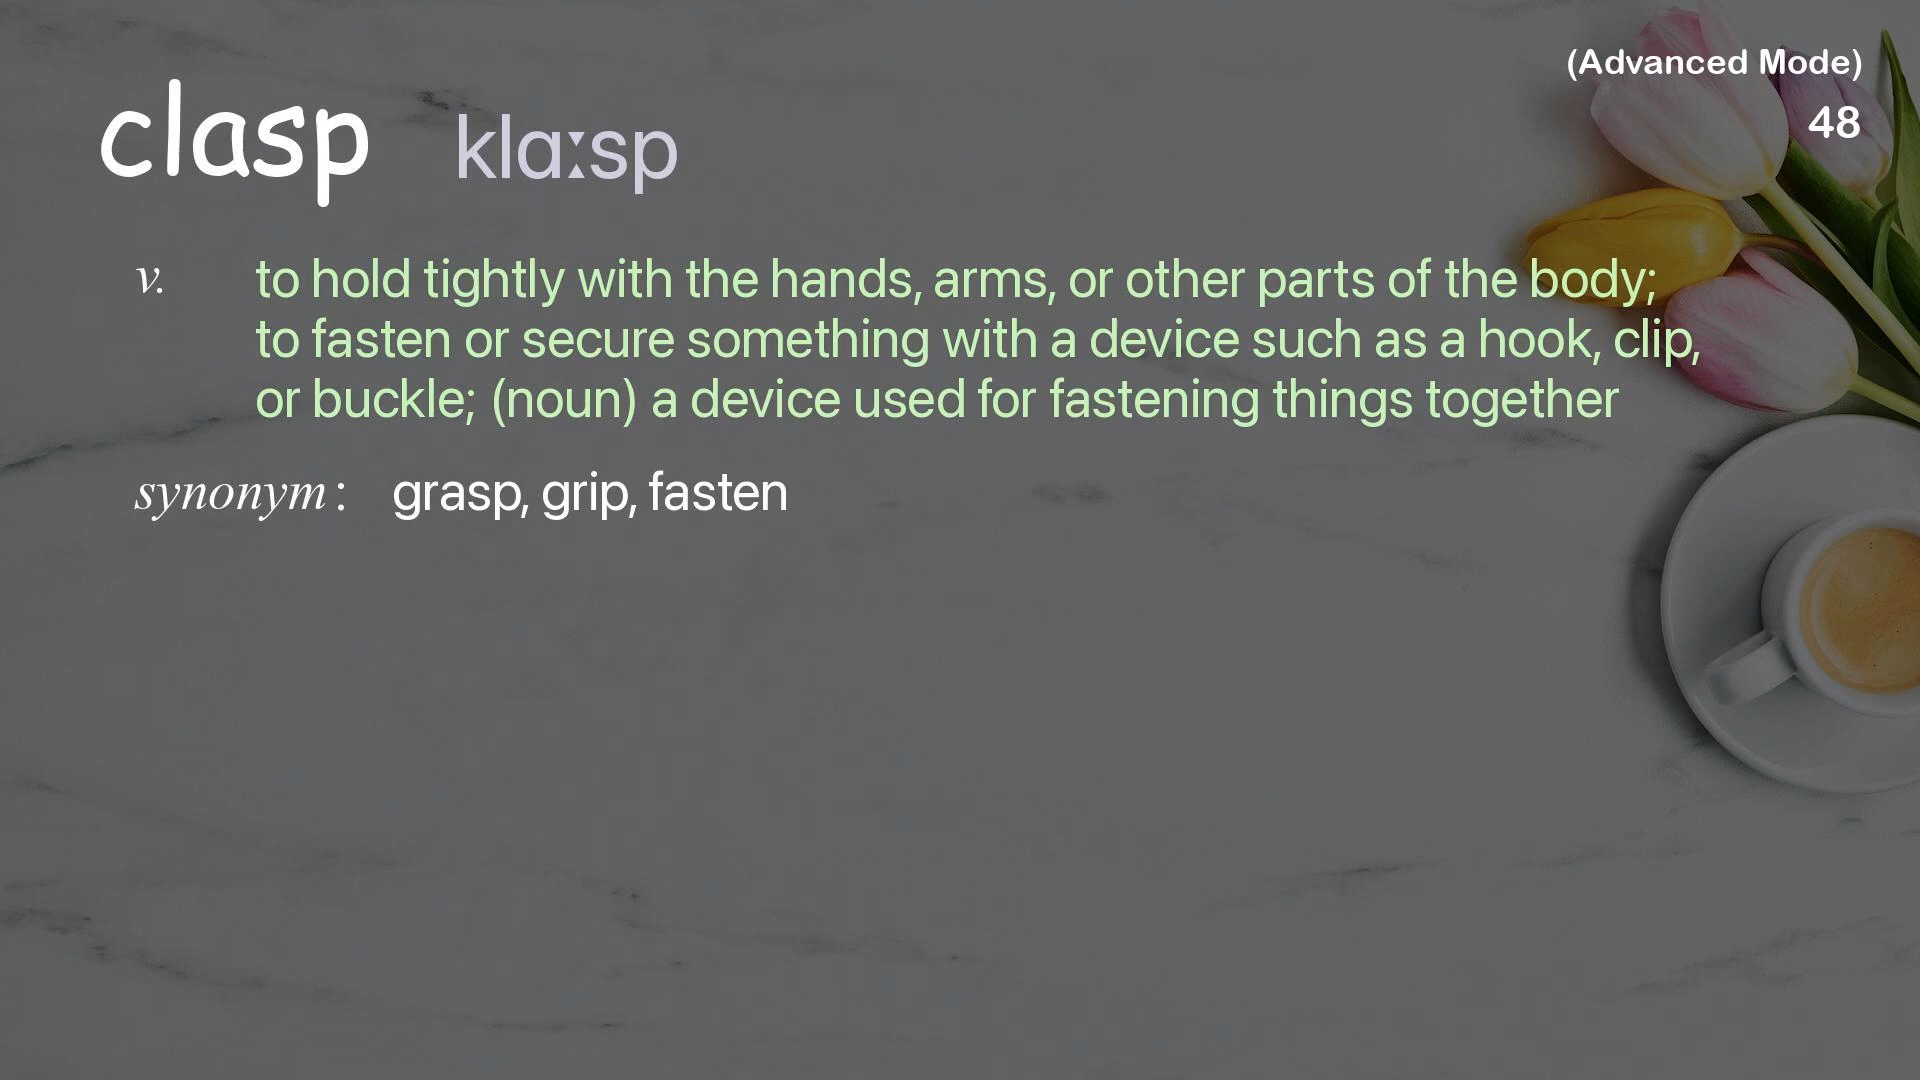 (Advanced Mode)
48
clasp klɑːsp
v. to hold tightly with the hands, arms, or other parts of the body;
to fasten or secure something with a device such as a hook, clip,
or buckle; (noun) a device used for fastening things together
synonym : grasp, grip, fasten